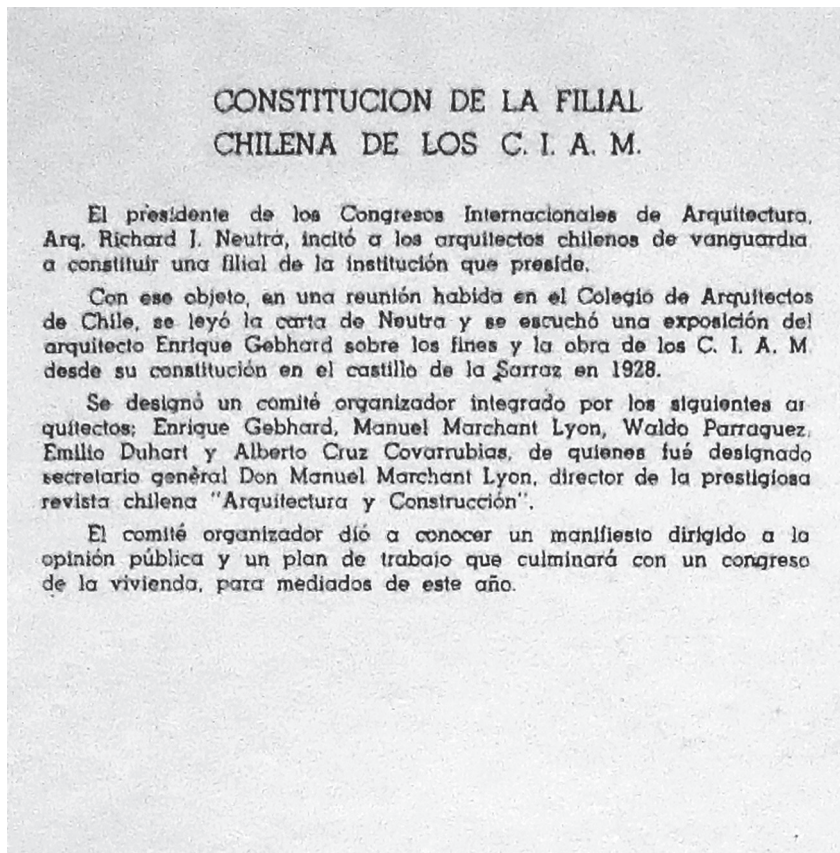 CONSTITUCION DE LA FILIAL
CHILENA DE LOS C. I. A. M.
El presidente de los Congresos Internacionales de Arquitectura,
Arq. Richard J. Neutra, incitó a los arquitectos chilenos de vanguardia
a constituir una filial de la institución que preside.
Con ese objeto, en una reunión habida en el Colegio de Arquitectos
de Chile, se leyó la carta de Neutra y se escuchó una exposición del
arquitecto Enrique Gebhard sobre los fines y la obra de los C. I. A. M
desde su constitución en el castillo de la Sarraz en 1928.
Se designó un comité organizador integrado por los siguientes ar
quitectos; Enrique Gebhard, Manuel Marchant Lyon, Waldo Parraguez,
Emilio Duhart y Alberto Cruz Covarrubias, de quienes fué designado
secretario general Don Manuel Marchant Lyon, director de la prestigiosa
revista chilena "Arquitectura y Construcción".
El comité organizador dió a conocer un manifiesto dirigido a la
opinión pública y un plan de trabajo que culminará con un congreso
de la vivienda, para mediados de este año.